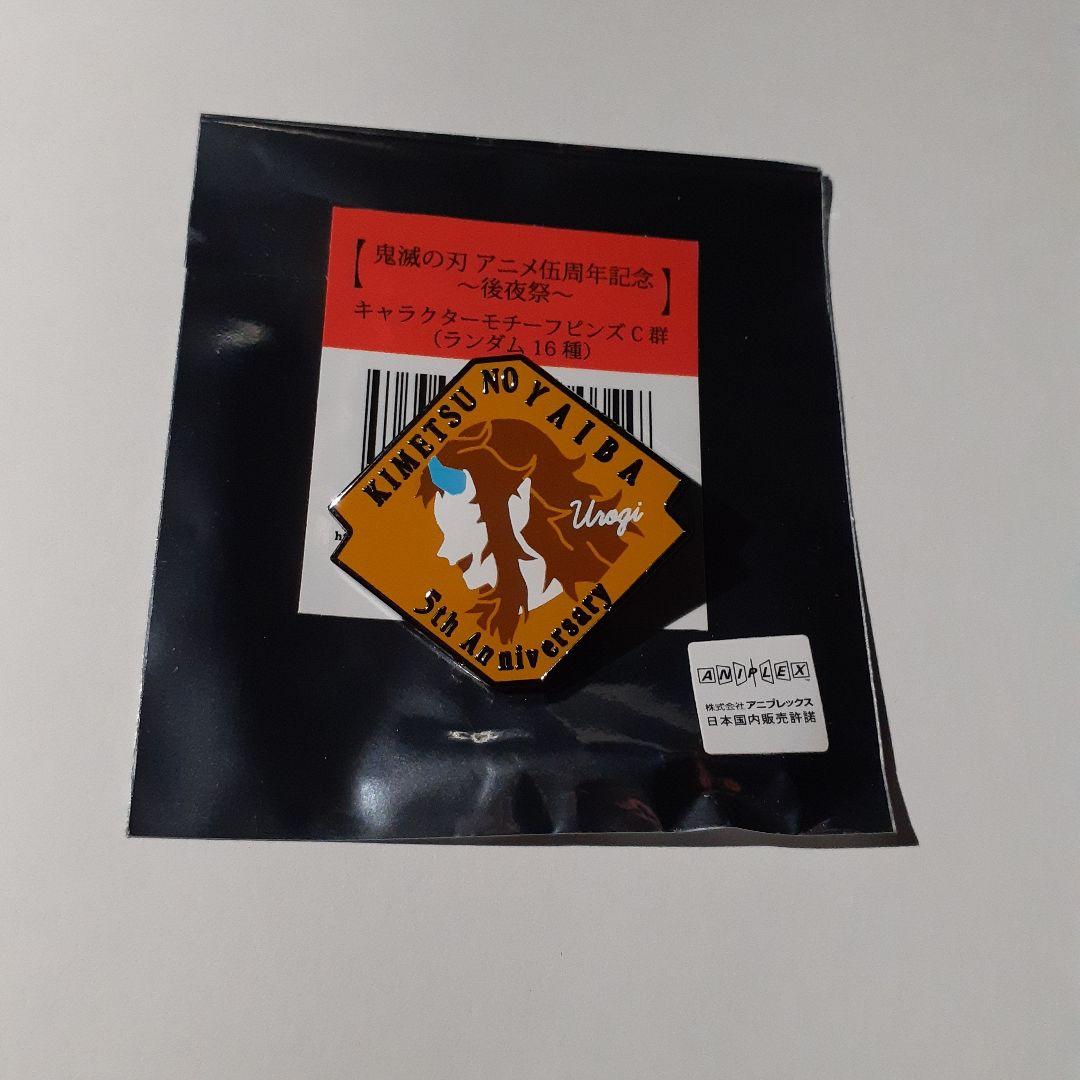 【鬼滅の刃 アニメ伍周年記念
～後夜祭～】
キャラクターモチーフピンズ C 群
（ランダム 16 種）
KIMETSU NO YAIBA
Urogi
5th Anniversary
h
ANIPLEX
株式会社アニプレックス
日本国内販売許諾